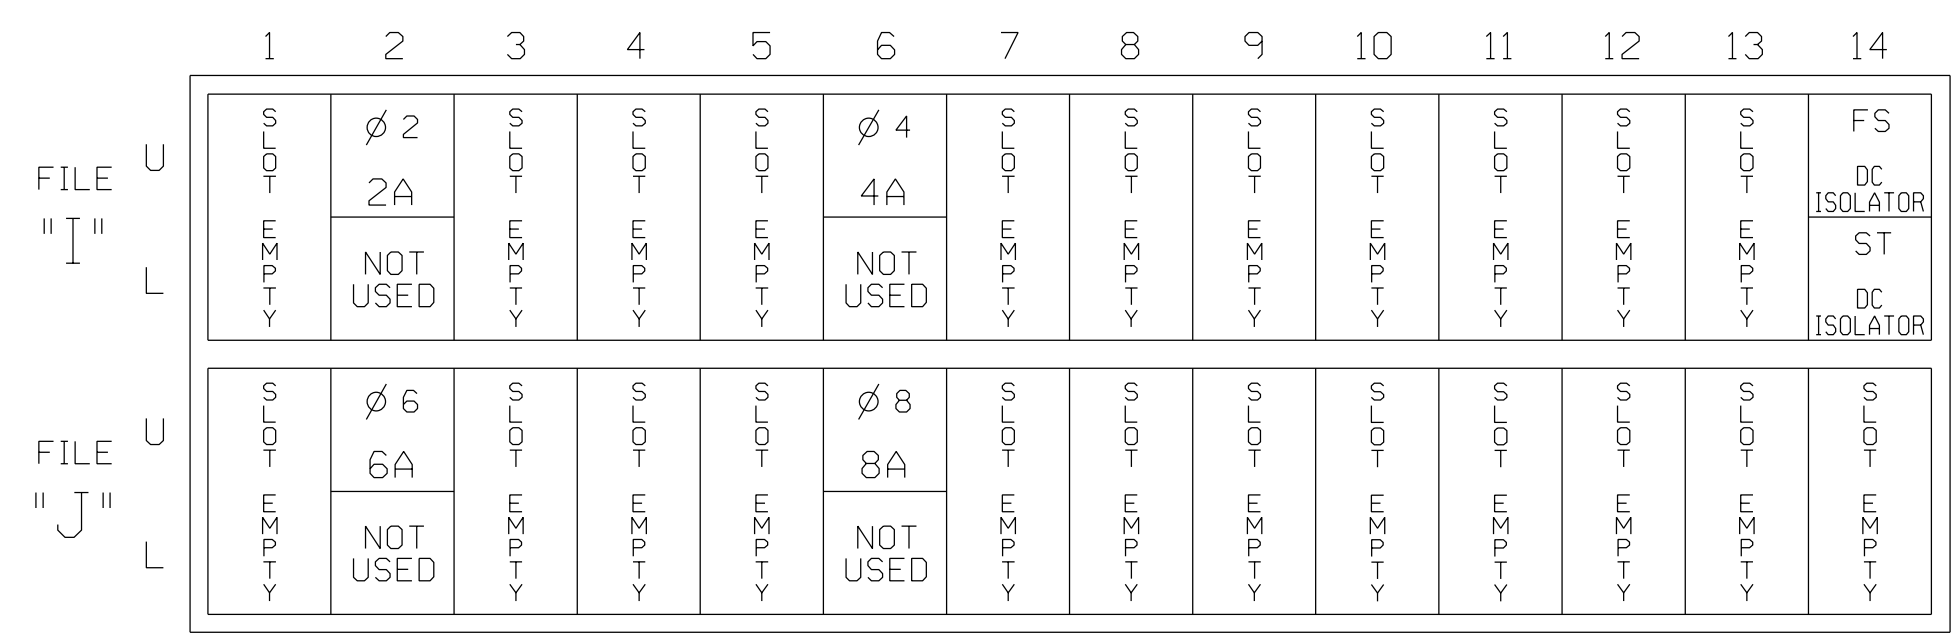 1 2 3 4 5 6 7 8 9 10 11 12 13 14
FILE
"I"
U
L
SLOT EMPTY
Ø 2
2A
NOT
USED
SLOT EMPTY
SLOT EMPTY
SLOT EMPTY
Ø 4
4A
NOT
USED
SLOT EMPTY
SLOT EMPTY
SLOT EMPTY
SLOT EMPTY
SLOT EMPTY
SLOT EMPTY
SLOT EMPTY
FS
DC
ISOLATOR
ST
DC
ISOLATOR
FILE
"J"
U
L
SLOT EMPTY
Ø 6
6A
NOT
USED
SLOT EMPTY
SLOT EMPTY
SLOT EMPTY
Ø 8
8A
NOT
USED
SLOT EMPTY
SLOT EMPTY
SLOT EMPTY
SLOT EMPTY
SLOT EMPTY
SLOT EMPTY
SLOT EMPTY
SLOT EMPTY